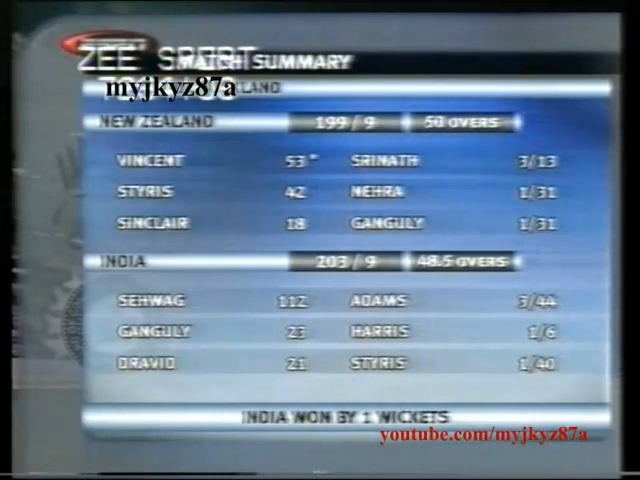 ZEE SPORT
MATCH SUMMARY
myjkyz87a
NEW ZEALAND 199/9 50 OVERS
VINCENT 53* SRINATH 3/13
STYRIS 42 NEHRA 1/31
SINCLAIR 18 GANGULY 1/31
INDIA 203/9 48.5 OVERS
SEHWAG 112 ADAMS 3/44
GANGULY 23 HARRIS 1/6
DRAVID 21 STYRIS 1/40
INDIA WON BY 1 WICKETS
youtube.com/myjkyz87a